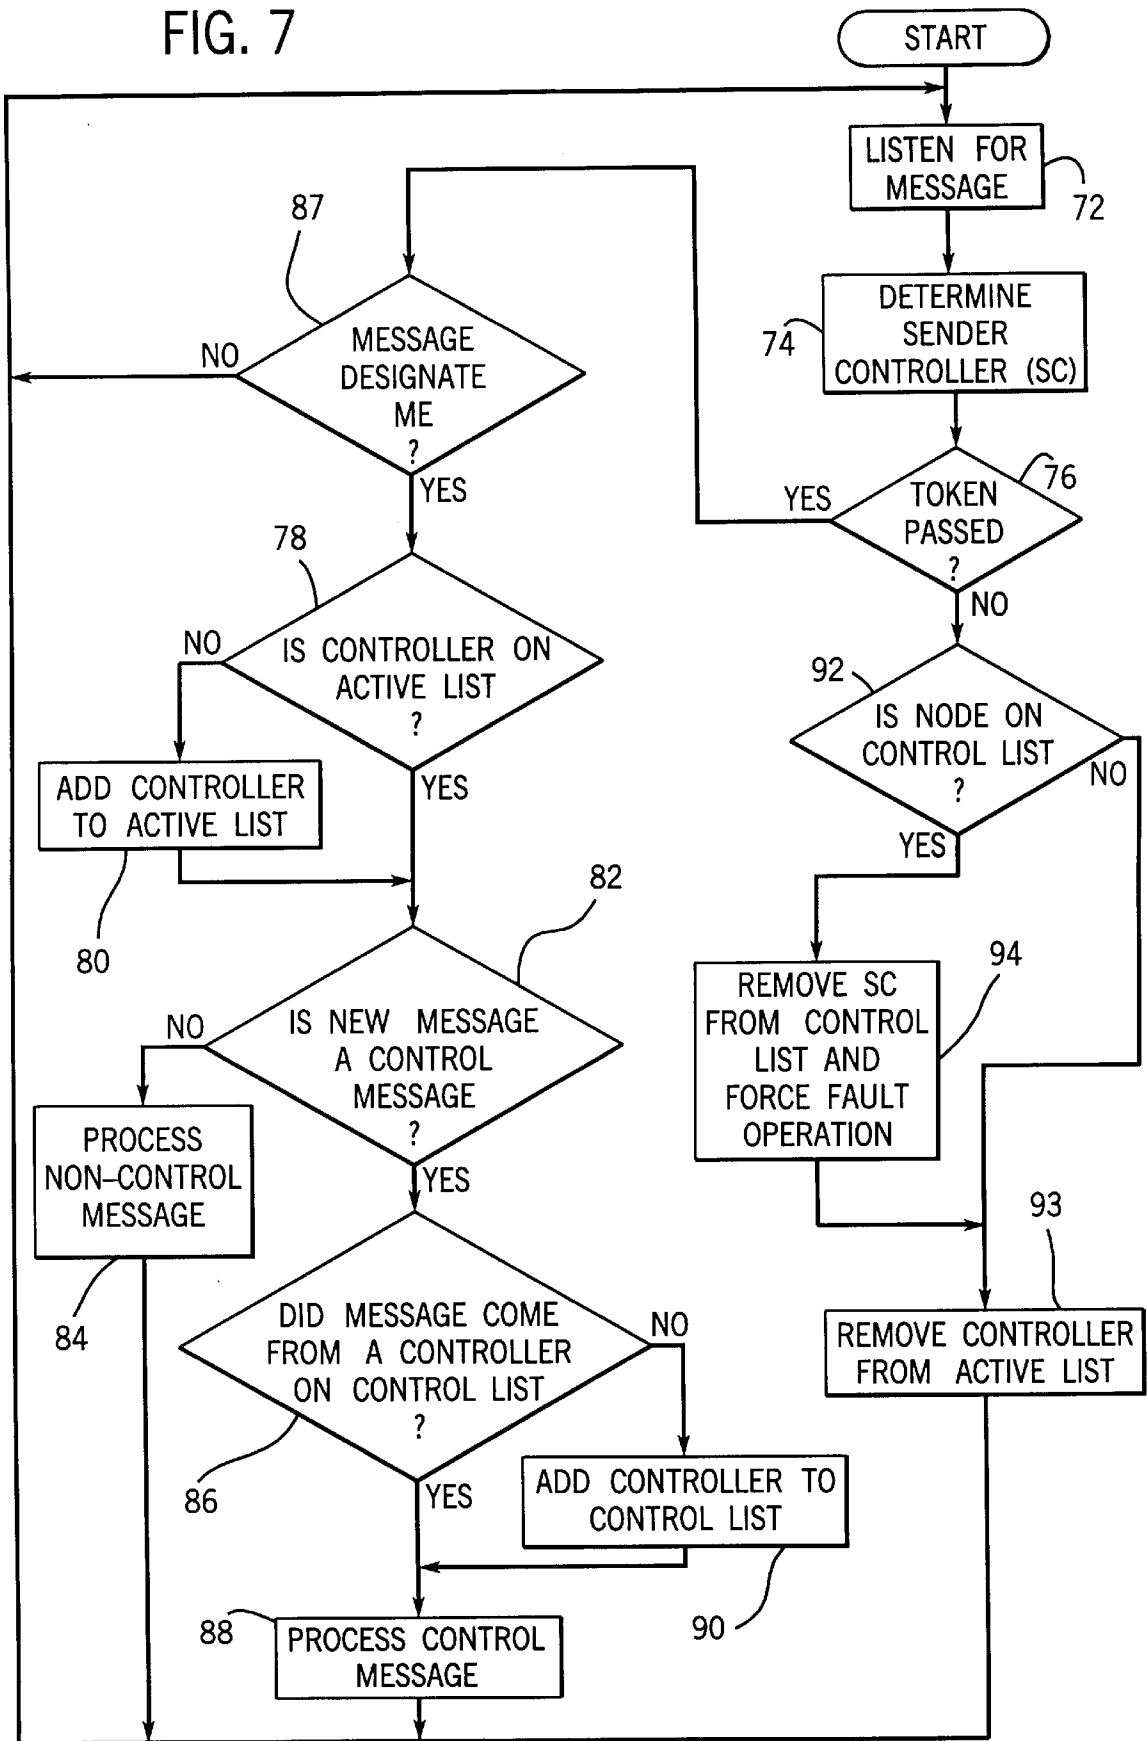 FIG. 7
START
LISTEN FOR
MESSAGE
72
DETERMINE
SENDER
CONTROLLER (SC)
74
TOKEN
PASSED
?
76
YES
NO
87
MESSAGE
DESIGNATE
ME
?
NO
YES
78
IS CONTROLLER ON
ACTIVE LIST
?
NO
YES
ADD CONTROLLER
TO ACTIVE LIST
80
82
IS NEW MESSAGE
A CONTROL
MESSAGE
?
NO
YES
PROCESS
NON–CONTROL
MESSAGE
84
DID MESSAGE COME
FROM A CONTROLLER
ON CONTROL LIST
?
86
NO
YES
ADD CONTROLLER TO
CONTROL LIST
90
88
PROCESS CONTROL
MESSAGE
92
IS NODE ON
CONTROL LIST
?
NO
YES
REMOVE SC
FROM CONTROL
LIST AND
FORCE FAULT
OPERATION
94
93
REMOVE CONTROLLER
FROM ACTIVE LIST